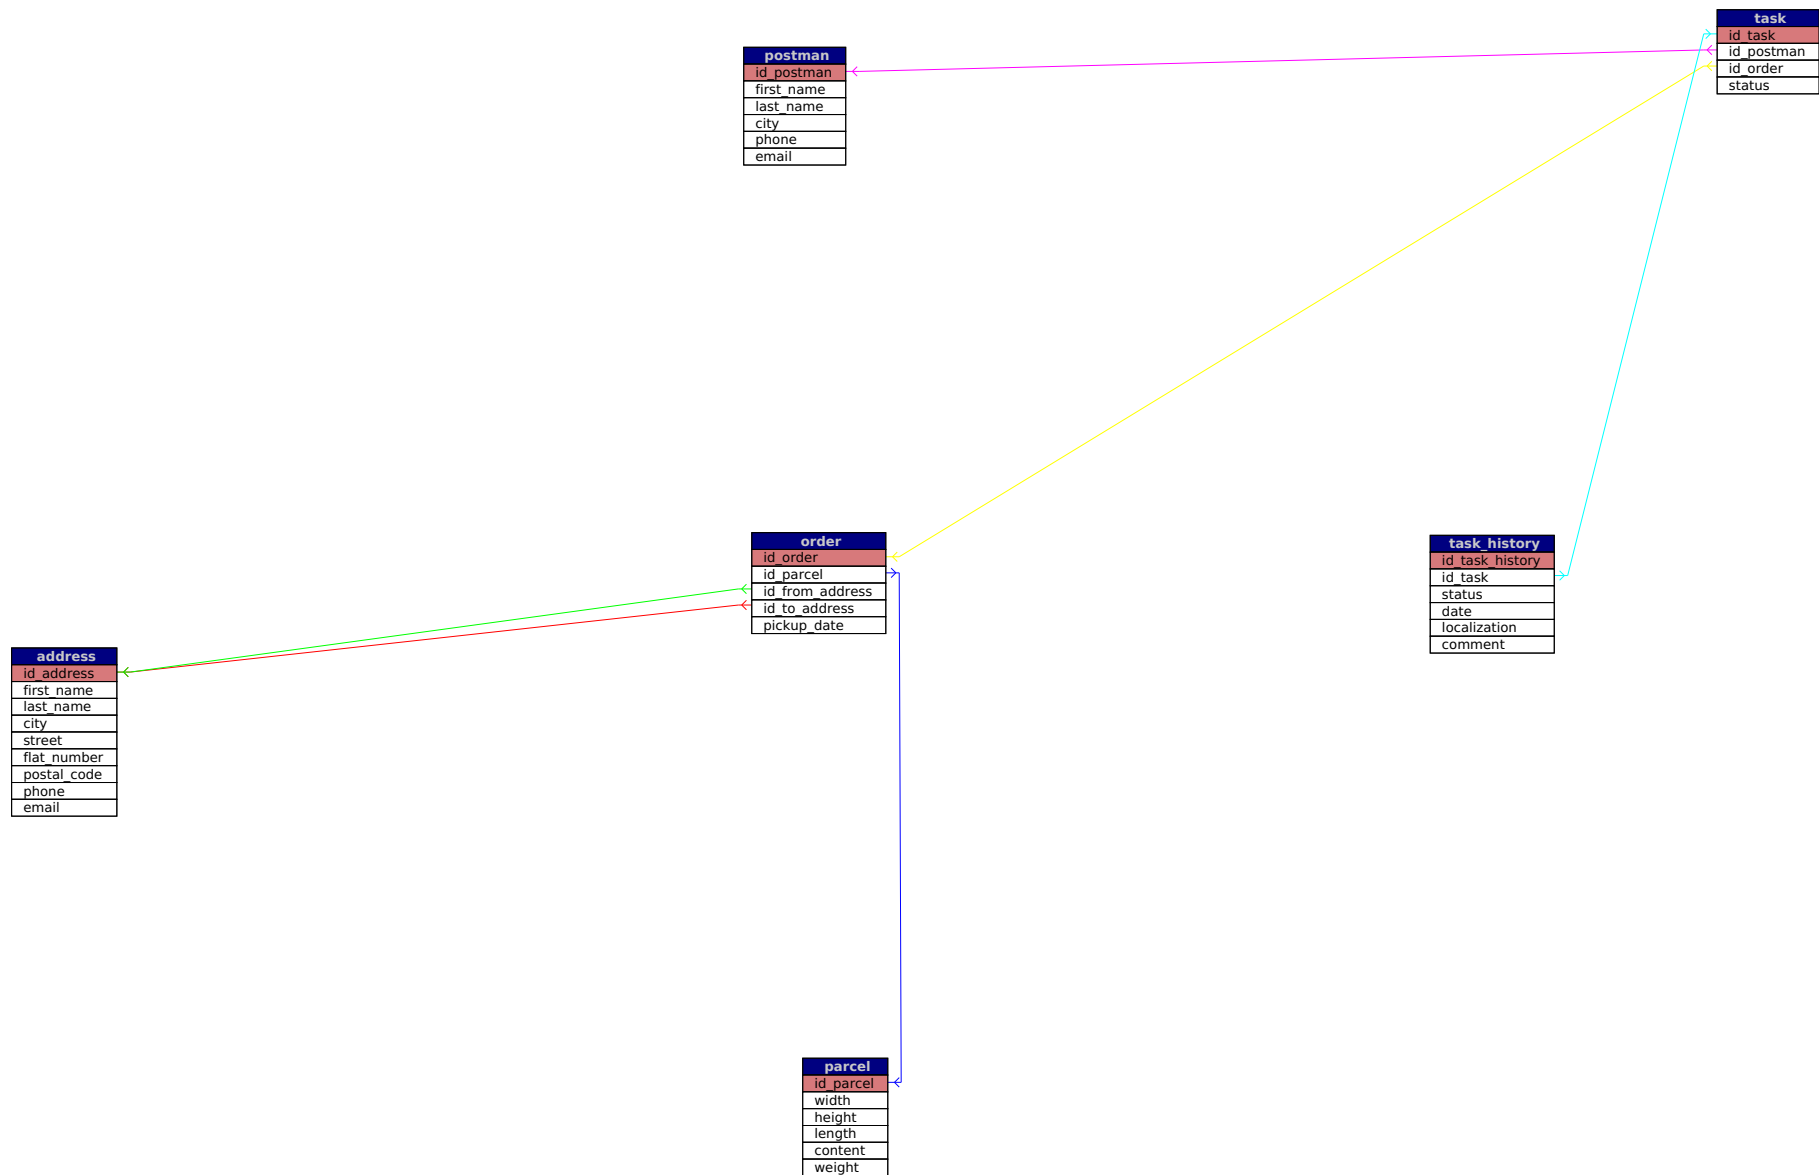 task
id_task
id_postman
id_order
status
postman
id_postman
first_name
last_name
city
phone
email
order
id_order
id_parcel
id_from_address
id_to_address
pickup_date
task_history
id_task_history
id_task
status
date
localization
comment
address
id_address
first_name
last_name
city
street
flat_number
postal_code
phone
email
parcel
id_parcel
width
height
length
content
weight